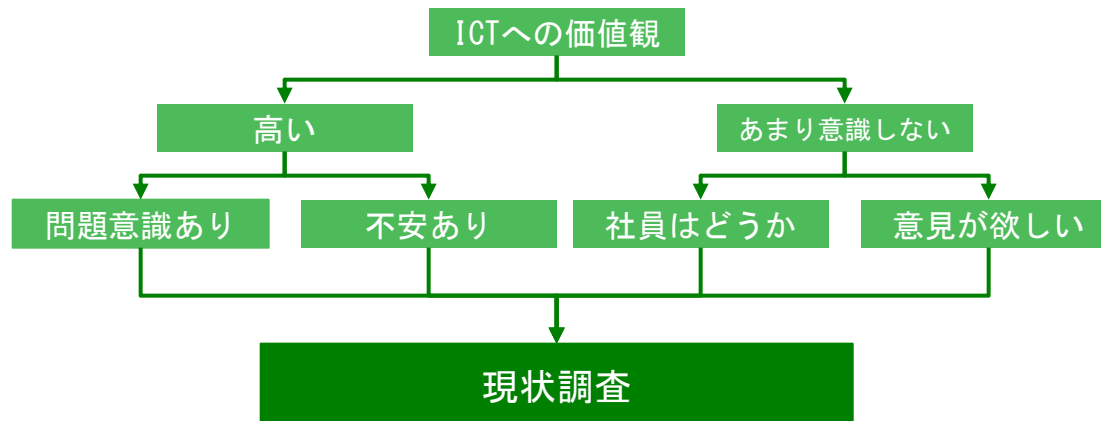 ICTへの価値観
高い
あまり意識しない
問題意識あり
不安あり
社員はどうか
意見が欲しい
現状調査